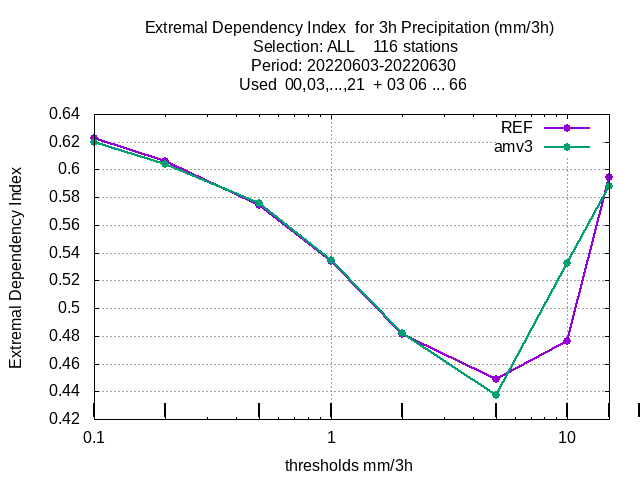 Extremal Dependency Index  for 3h Precipitation (mm/3h)
Selection: ALL    116 stations
Period: 20220603-20220630
Used  00,03,...,21  + 03 06 ... 66
REF
amv3
0.64
0.62
0.6
0.58
0.56
0.54
0.52
0.5
0.48
0.46
0.44
0.42
Extremal Dependency Index
0.1
1
10
thresholds mm/3h